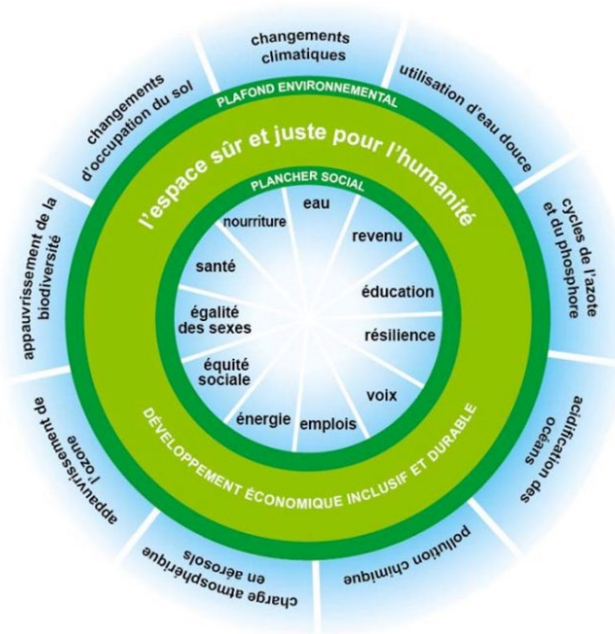 changements
climatiques
utilisation d'eau douce
cycles de l'azote
et du phosphore
acidification des
océans
pollution chimique
charge atmosphérique
en aérosols
appauvrissement de
l'ozone
appauvrissement de la
biodiversité
changements
d'occupation du sol
PLAFOND ENVIRONNEMENTAL
l'espace sûr et juste pour l'humanité
PLANCHER SOCIAL
eau
revenu
éducation
résilience
voix
emplois
énergie
équité
sociale
égalité
des sexes
santé
nourriture
DÉVELOPPEMENT ÉCONOMIQUE INCLUSIF ET DURABLE